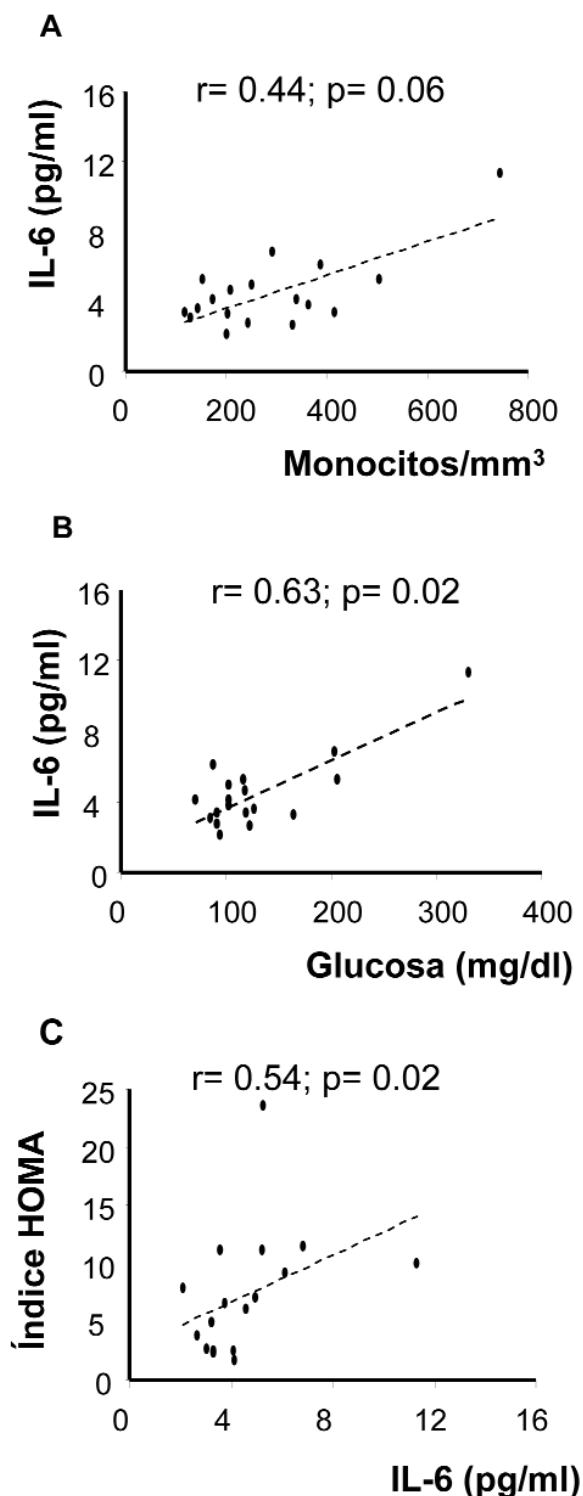 A
r= 0.44; p= 0.06
16
12
8
4
0
IL-6 (pg/ml)
0 200 400 600 800
Monocitos/mm³
B
r= 0.63; p= 0.02
16
12
8
4
0
IL-6 (pg/ml)
0 100 200 300 400
Glucosa (mg/dl)
C
r= 0.54; p= 0.02
25
20
15
10
5
0
Índice HOMA
0 4 8 12 16
IL-6 (pg/ml)